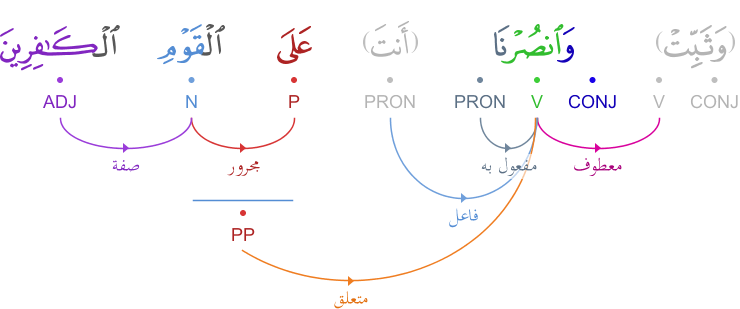 (وَثَبِّتْ) وَٱنصُرْنَا (أَنتَ) عَلَى ٱلْقَوْمِ ٱلْكَـٰفِرِينَ
CONJ V CONJ V PRON PRON P N ADJ
معطوف مفعول به مجرور صفة
فاعل
PP
متعلق